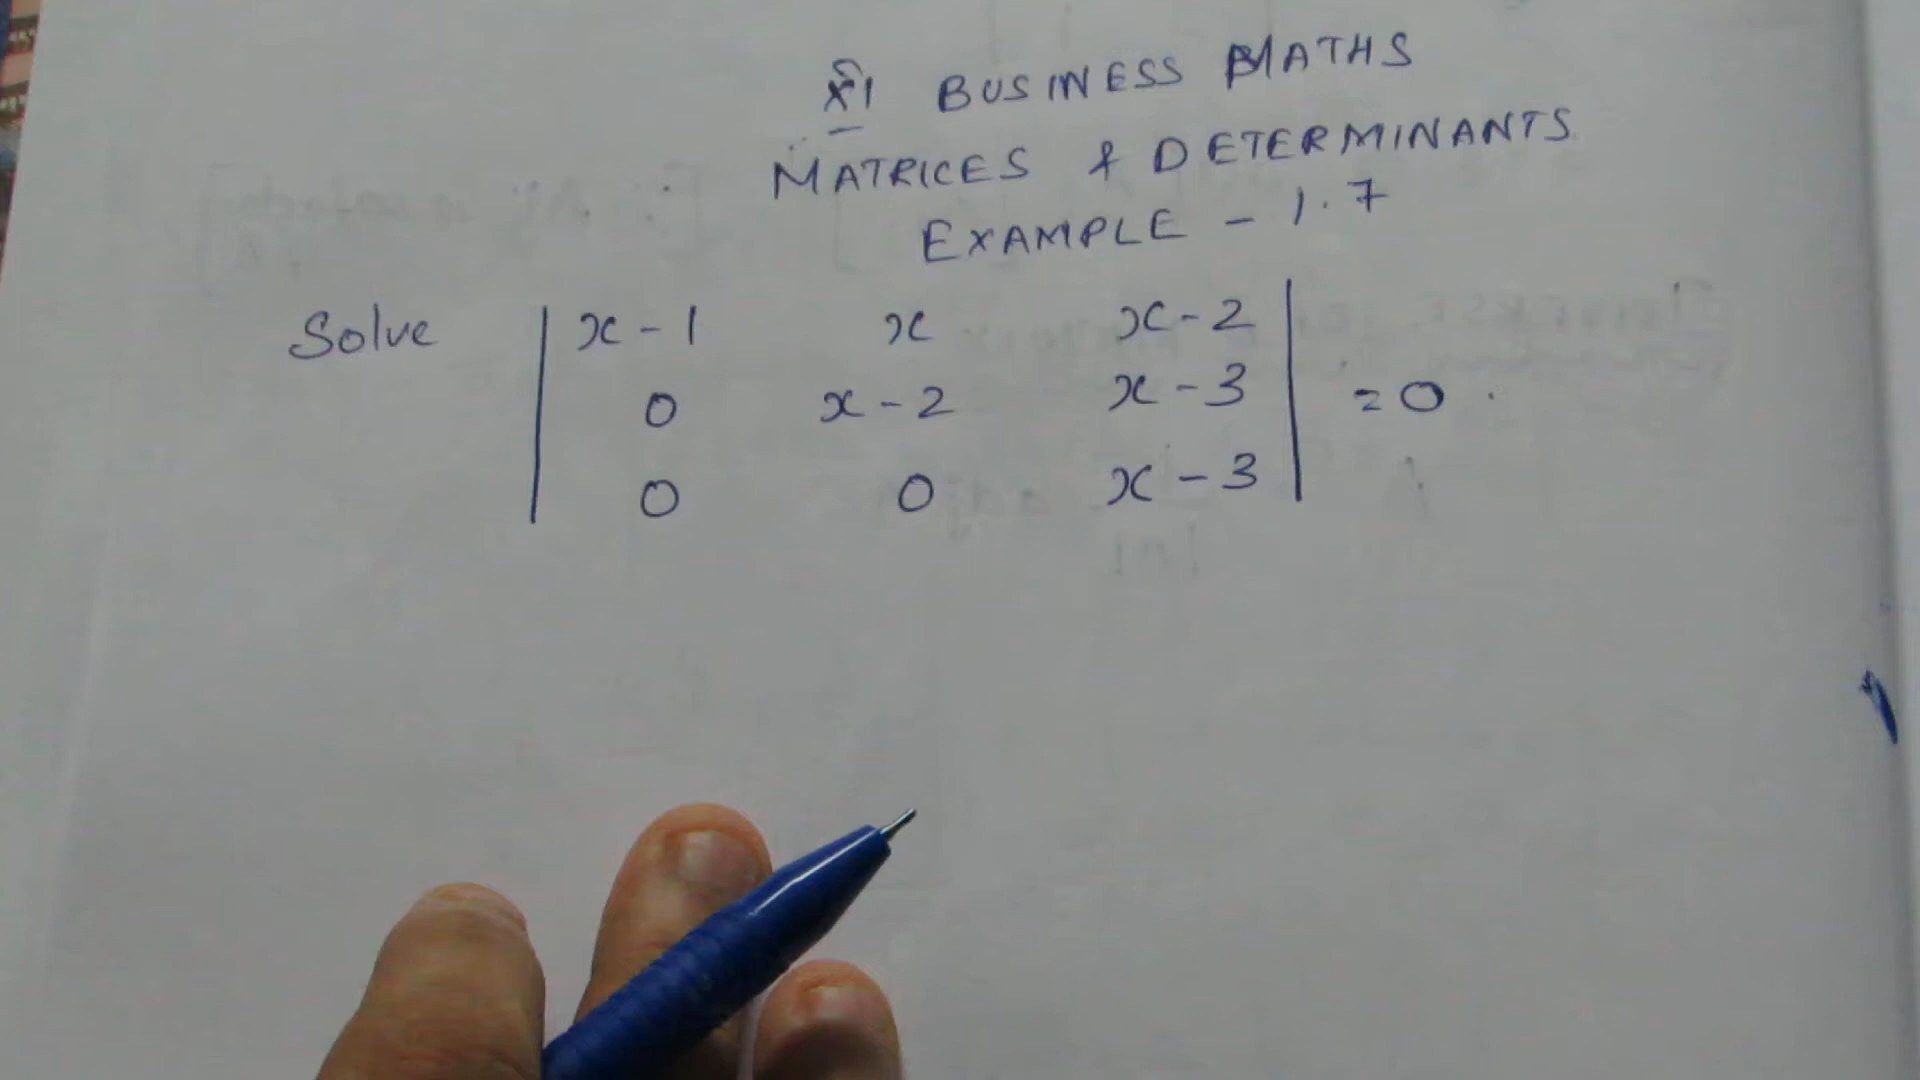 XI BUSINESS MATHS
MATRICES & DETERMINANTS
EXAMPLE - 1.7
Solve | x-1 x x-2 |
| 0 x-2 x-3 | =0.
| 0 0 x-3 |